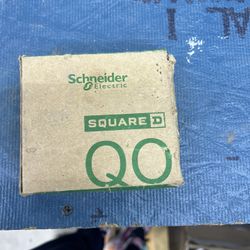 Schneider
Electric
SQUARE D
QO